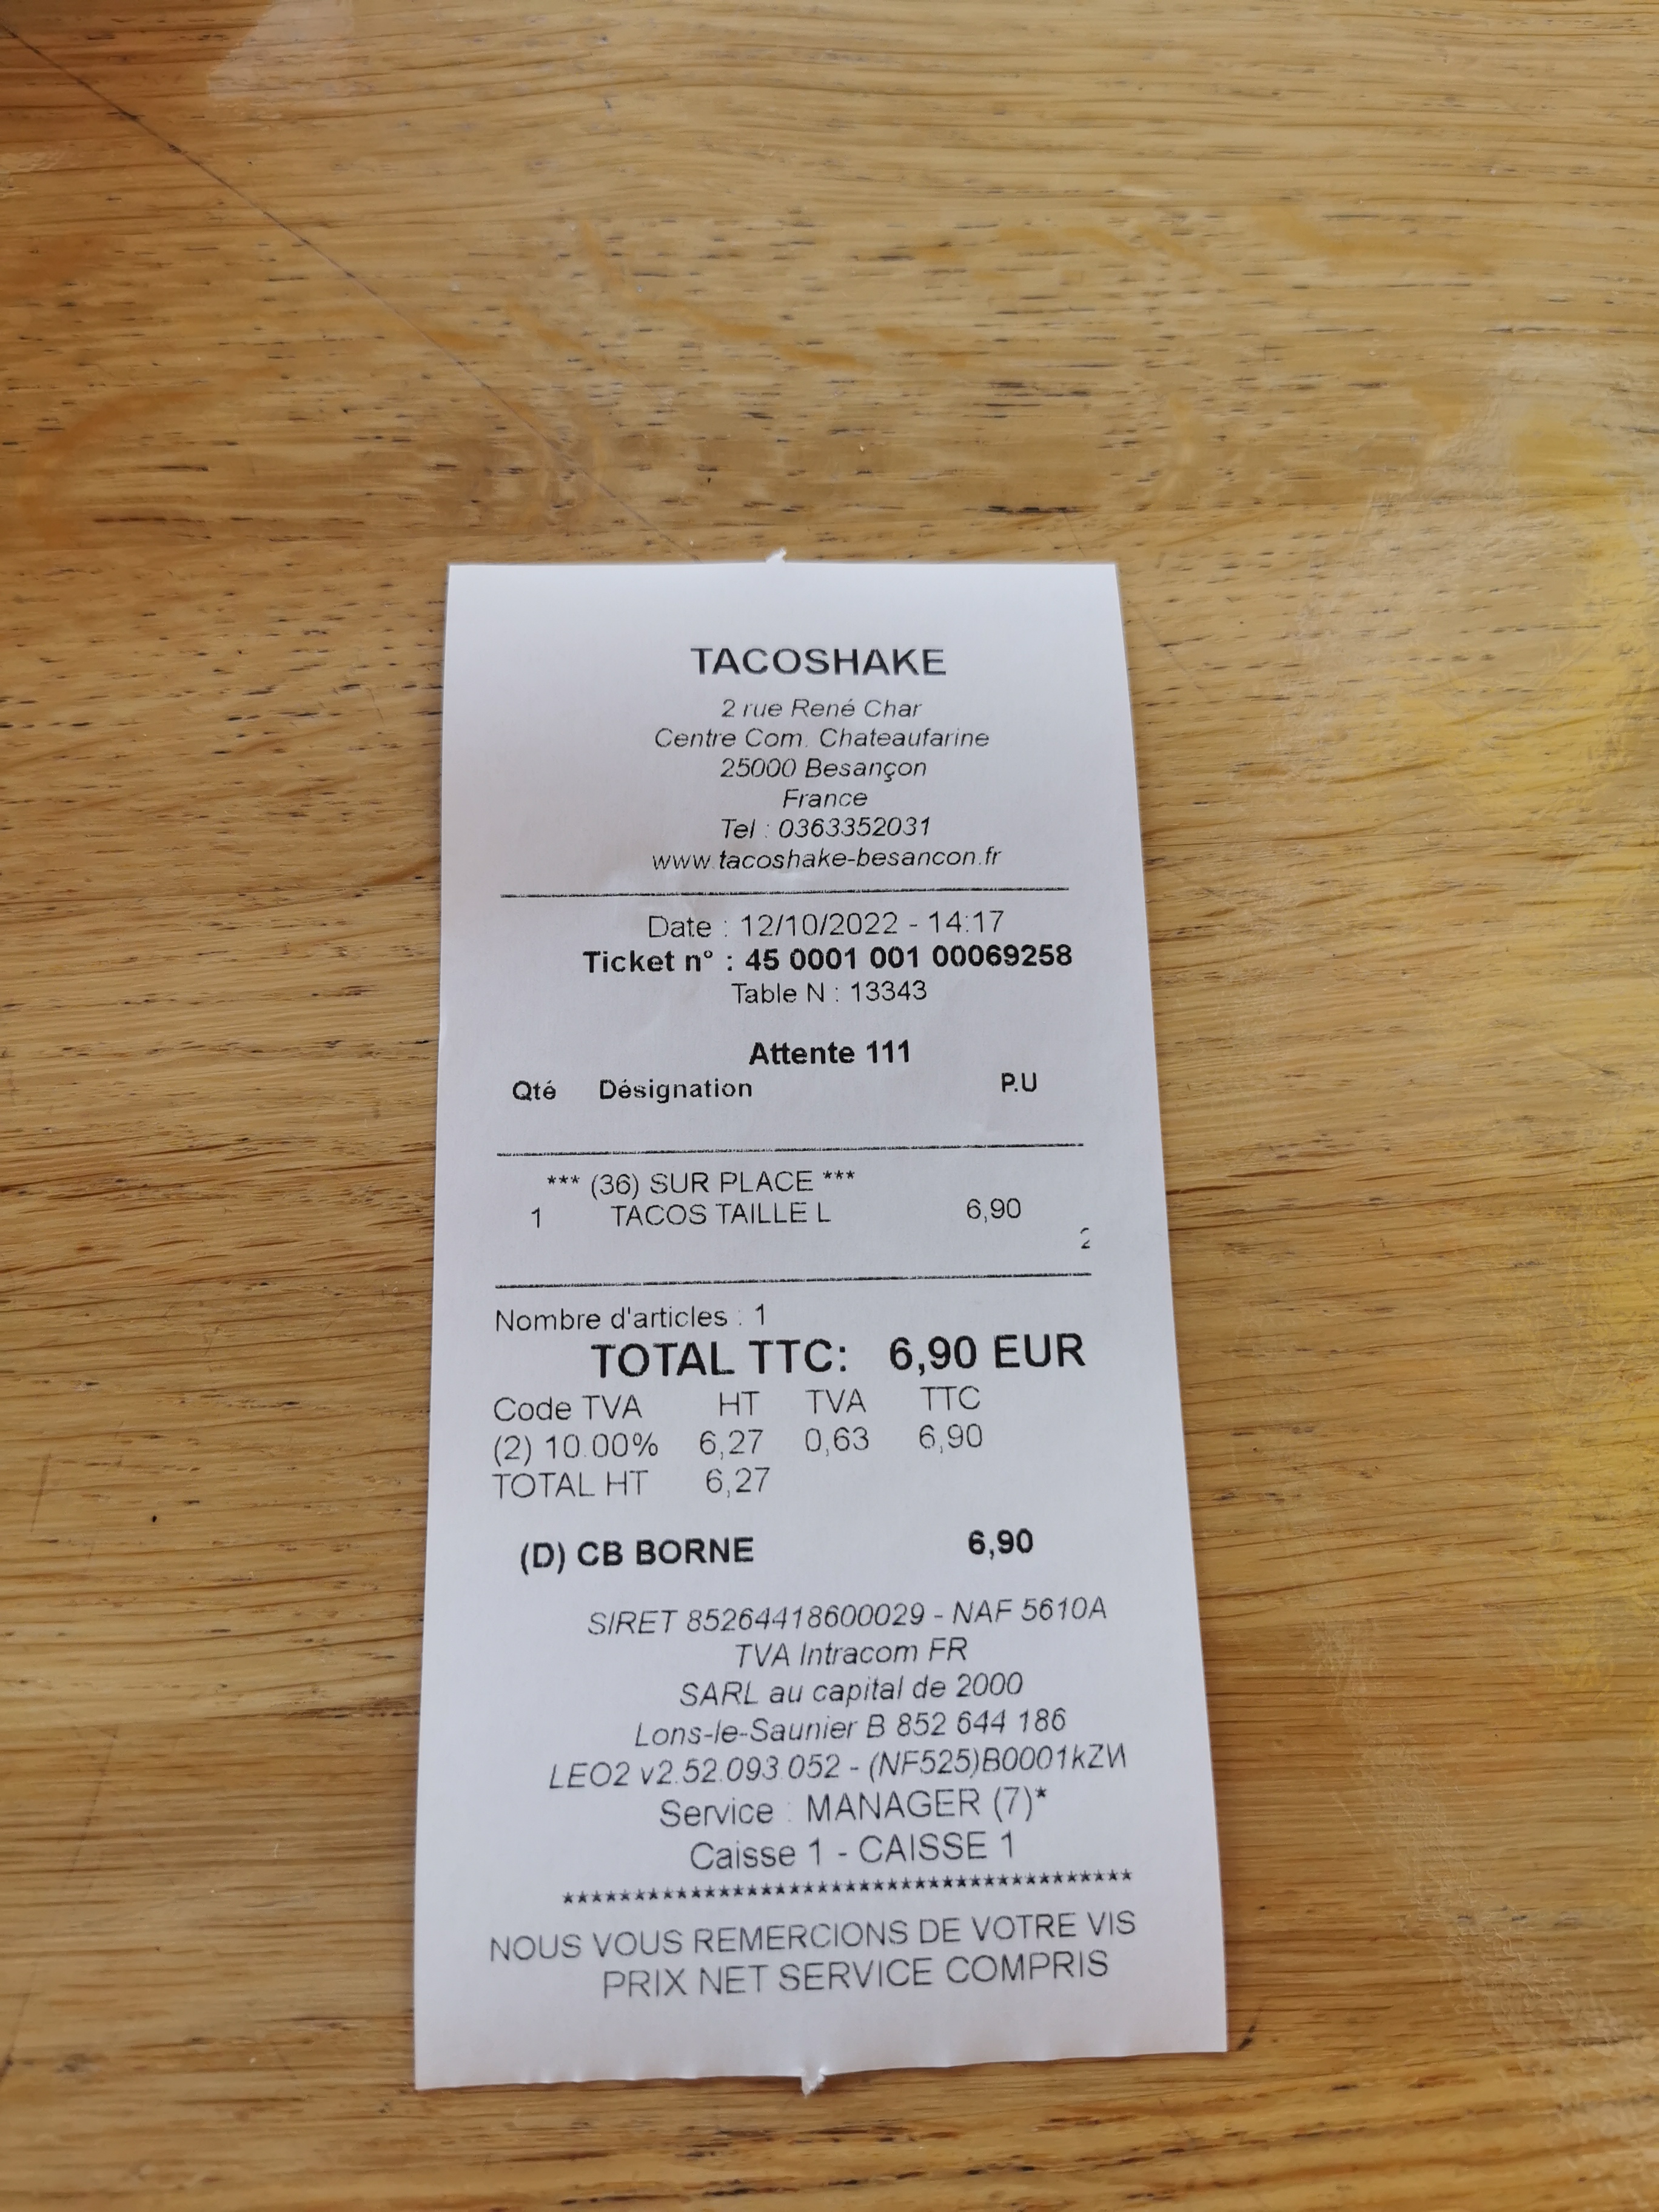 TACOSHAKE
2 rue René Char
Centre Com. Chateaufarine
25000 Besançon
France
Tel : 0363352031
www.tacoshake-besancon.fr
Date : 12/10/2022 - 14:17
Ticket n° : 45 0001 001 00069258
Table N : 13343
Attente 111
Qté Désignation P.U
*** (36) SUR PLACE ***
1 TACOS TAILLE L 6,90
2
Nombre d'articles : 1
TOTAL TTC: 6,90 EUR
Code TVA HT TVA TTC
(2) 10.00% 6,27 0,63 6,90
TOTAL HT 6,27
(D) CB BORNE 6,90
SIRET 85264418600029 - NAF 5610A
TVA Intracom FR
SARL au capital de 2000
Lons-le-Saunier B 852 644 186
LEO2 v2.52.093.052 - (NF525)B0001kZW
Service : MANAGER (7)*
Caisse 1 - CAISSE 1
****************************************
NOUS VOUS REMERCIONS DE VOTRE VIS
PRIX NET SERVICE COMPRIS